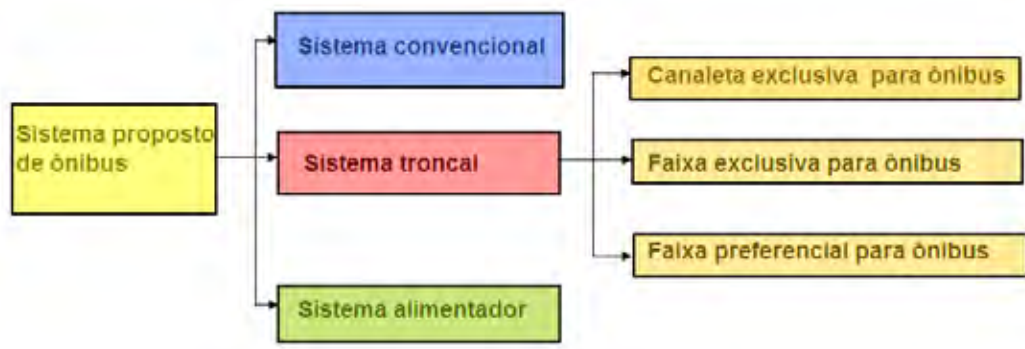 Sistema proposto
de ônibus
Sistema convencional
Sistema troncal
Sistema alimentador
Canaleta exclusiva para ônibus
Faixa exclusiva para ônibus
Faixa preferencial para ônibus